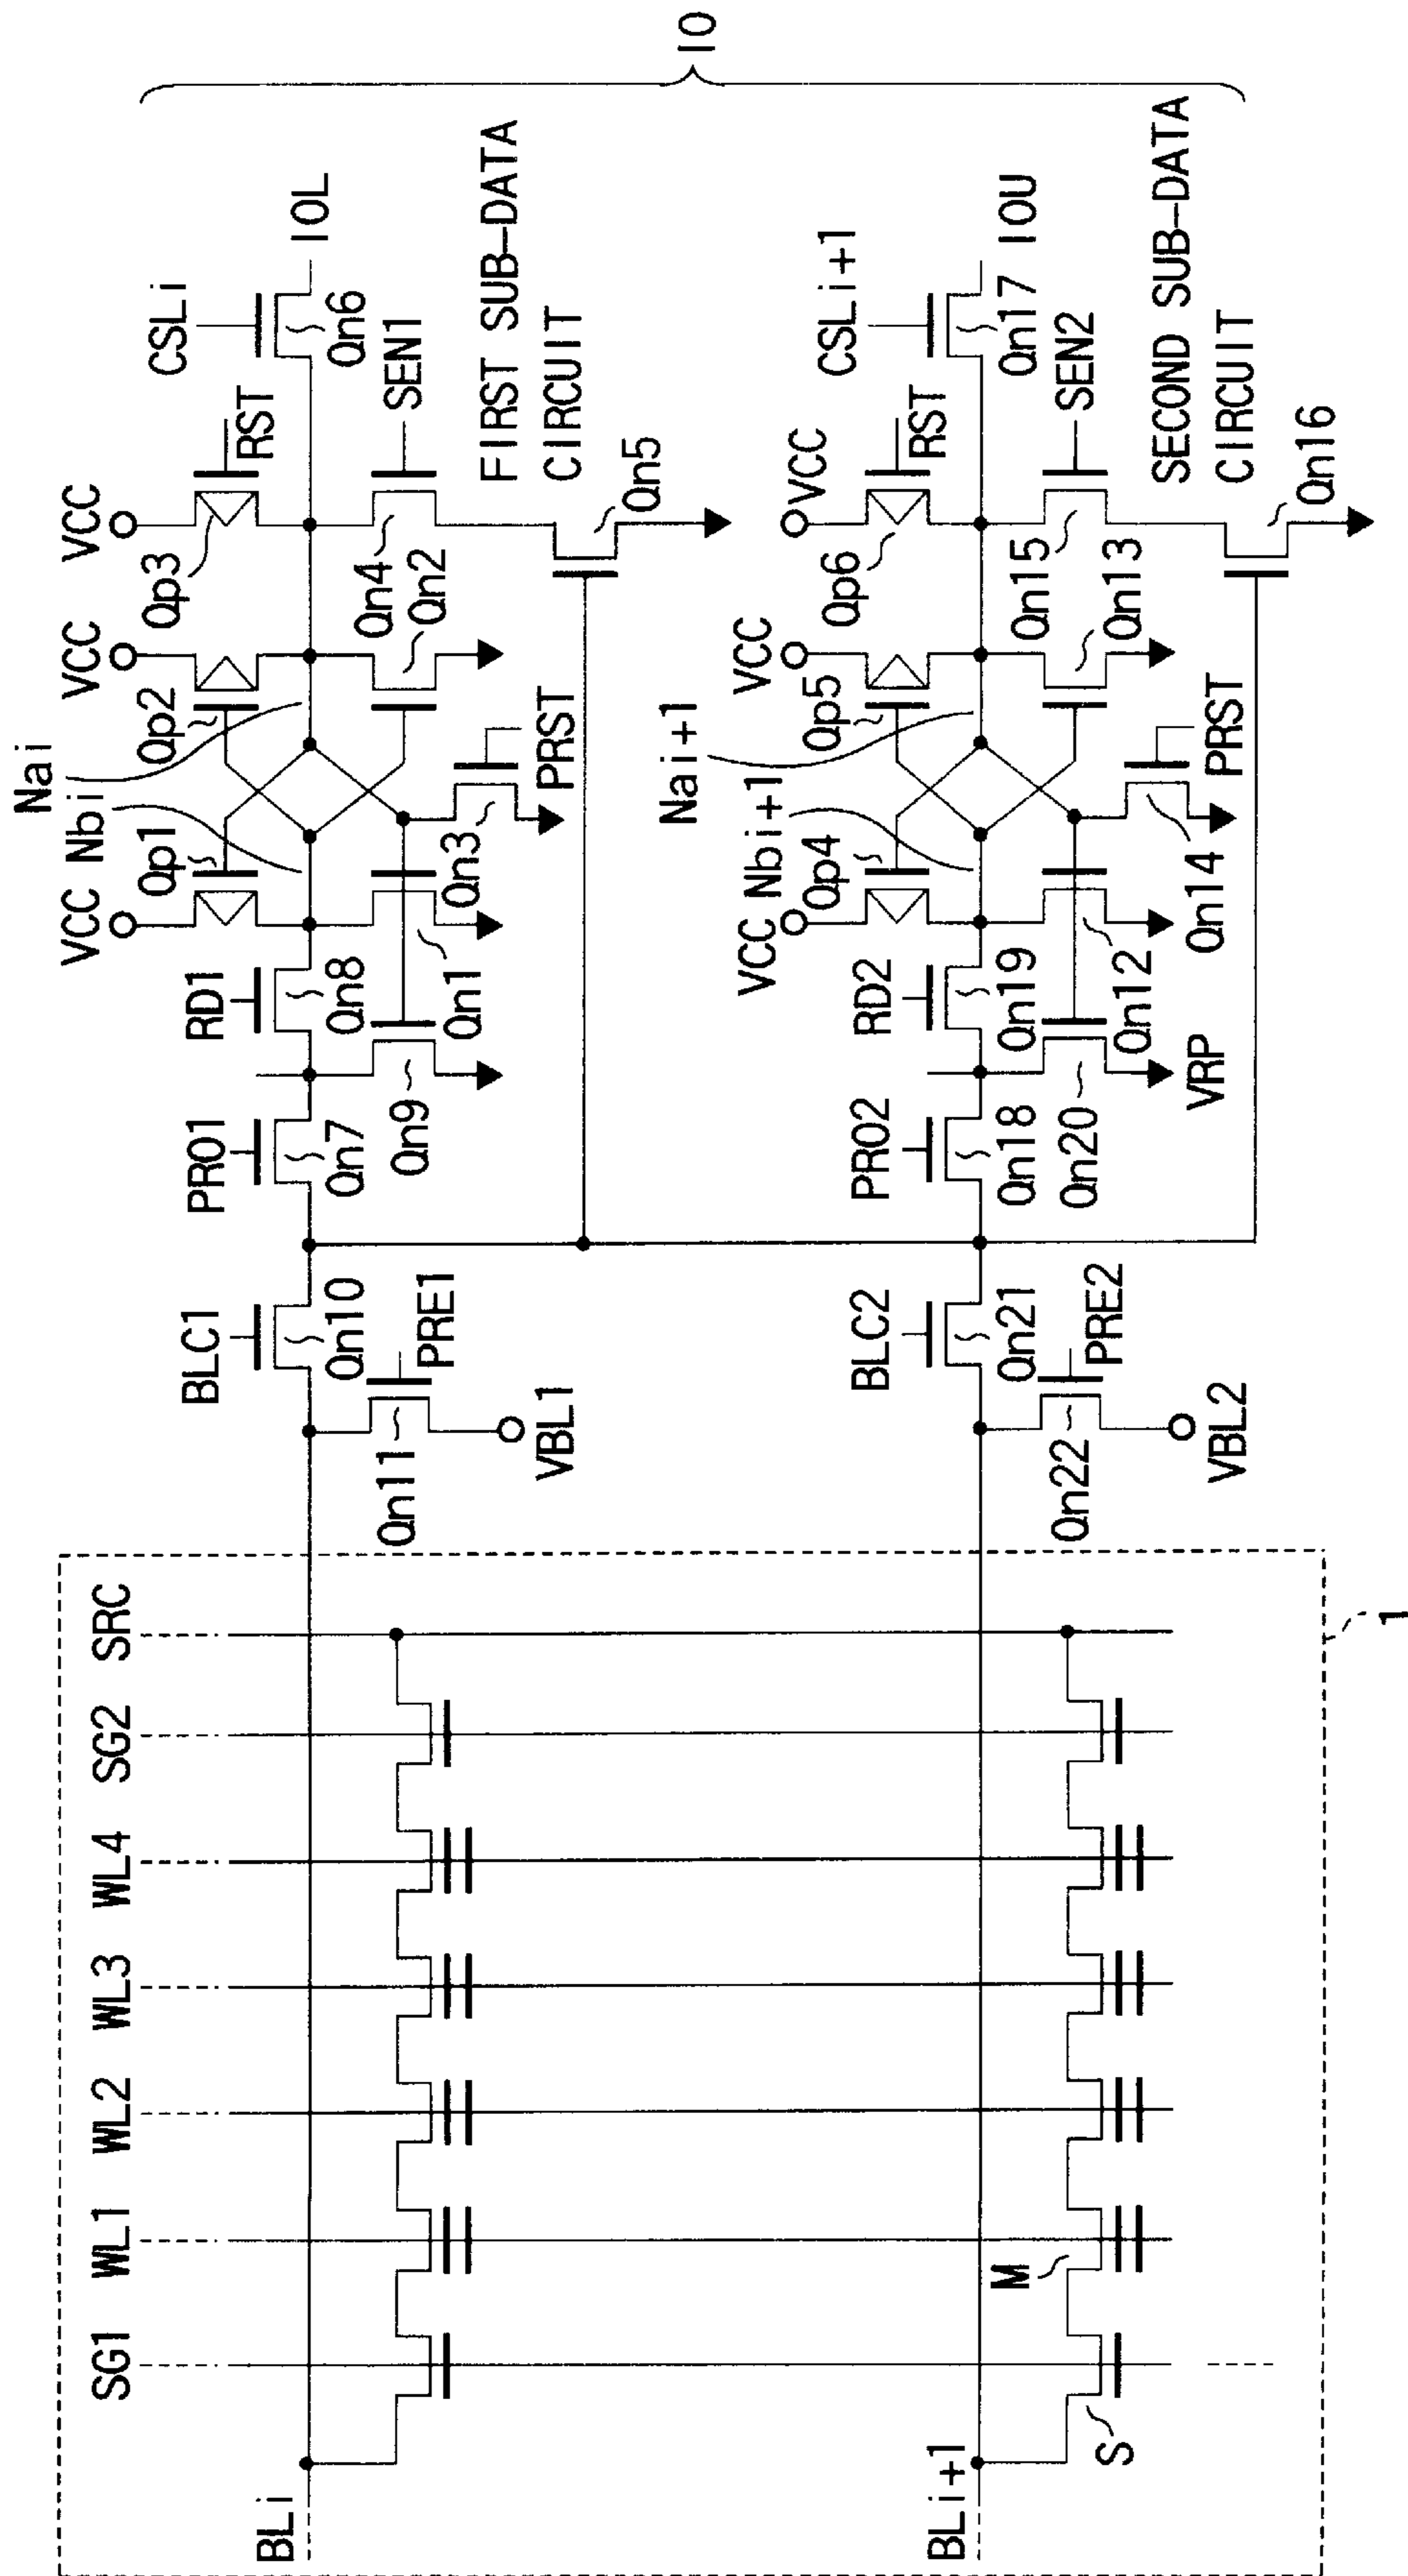 SG1
WL1
WL2
WL3
WL4
SG2
SRC
BLi
BLi+1
S
M
1
BLC1
Qn10
PRE1
Qn11
VBL1
PRO1
Qn7
RD1
Qn8
Qn9
Qn1
VCC
Qp1
Nbi
Nai
VCC
Qp2
VCC
Qp3
RST
Qn3
PRST
Qn4
Qn2
SEN1
CSLi
Qn6
IOL
FIRST SUB-DATA
CIRCUIT
Qn5
10
BLC2
Qn21
PRE2
Qn22
VBL2
PRO2
Qn18
RD2
Qn19
Qn20
VRP
Qn12
VCC
Qp4
Nbi+1
Nai+1
VCC
Qp5
VCC
Qp6
RST
Qn14
PRST
Qn15
Qn13
SEN2
CSLi+1
Qn17
IOU
SECOND SUB-DATA
CIRCUIT
Qn16